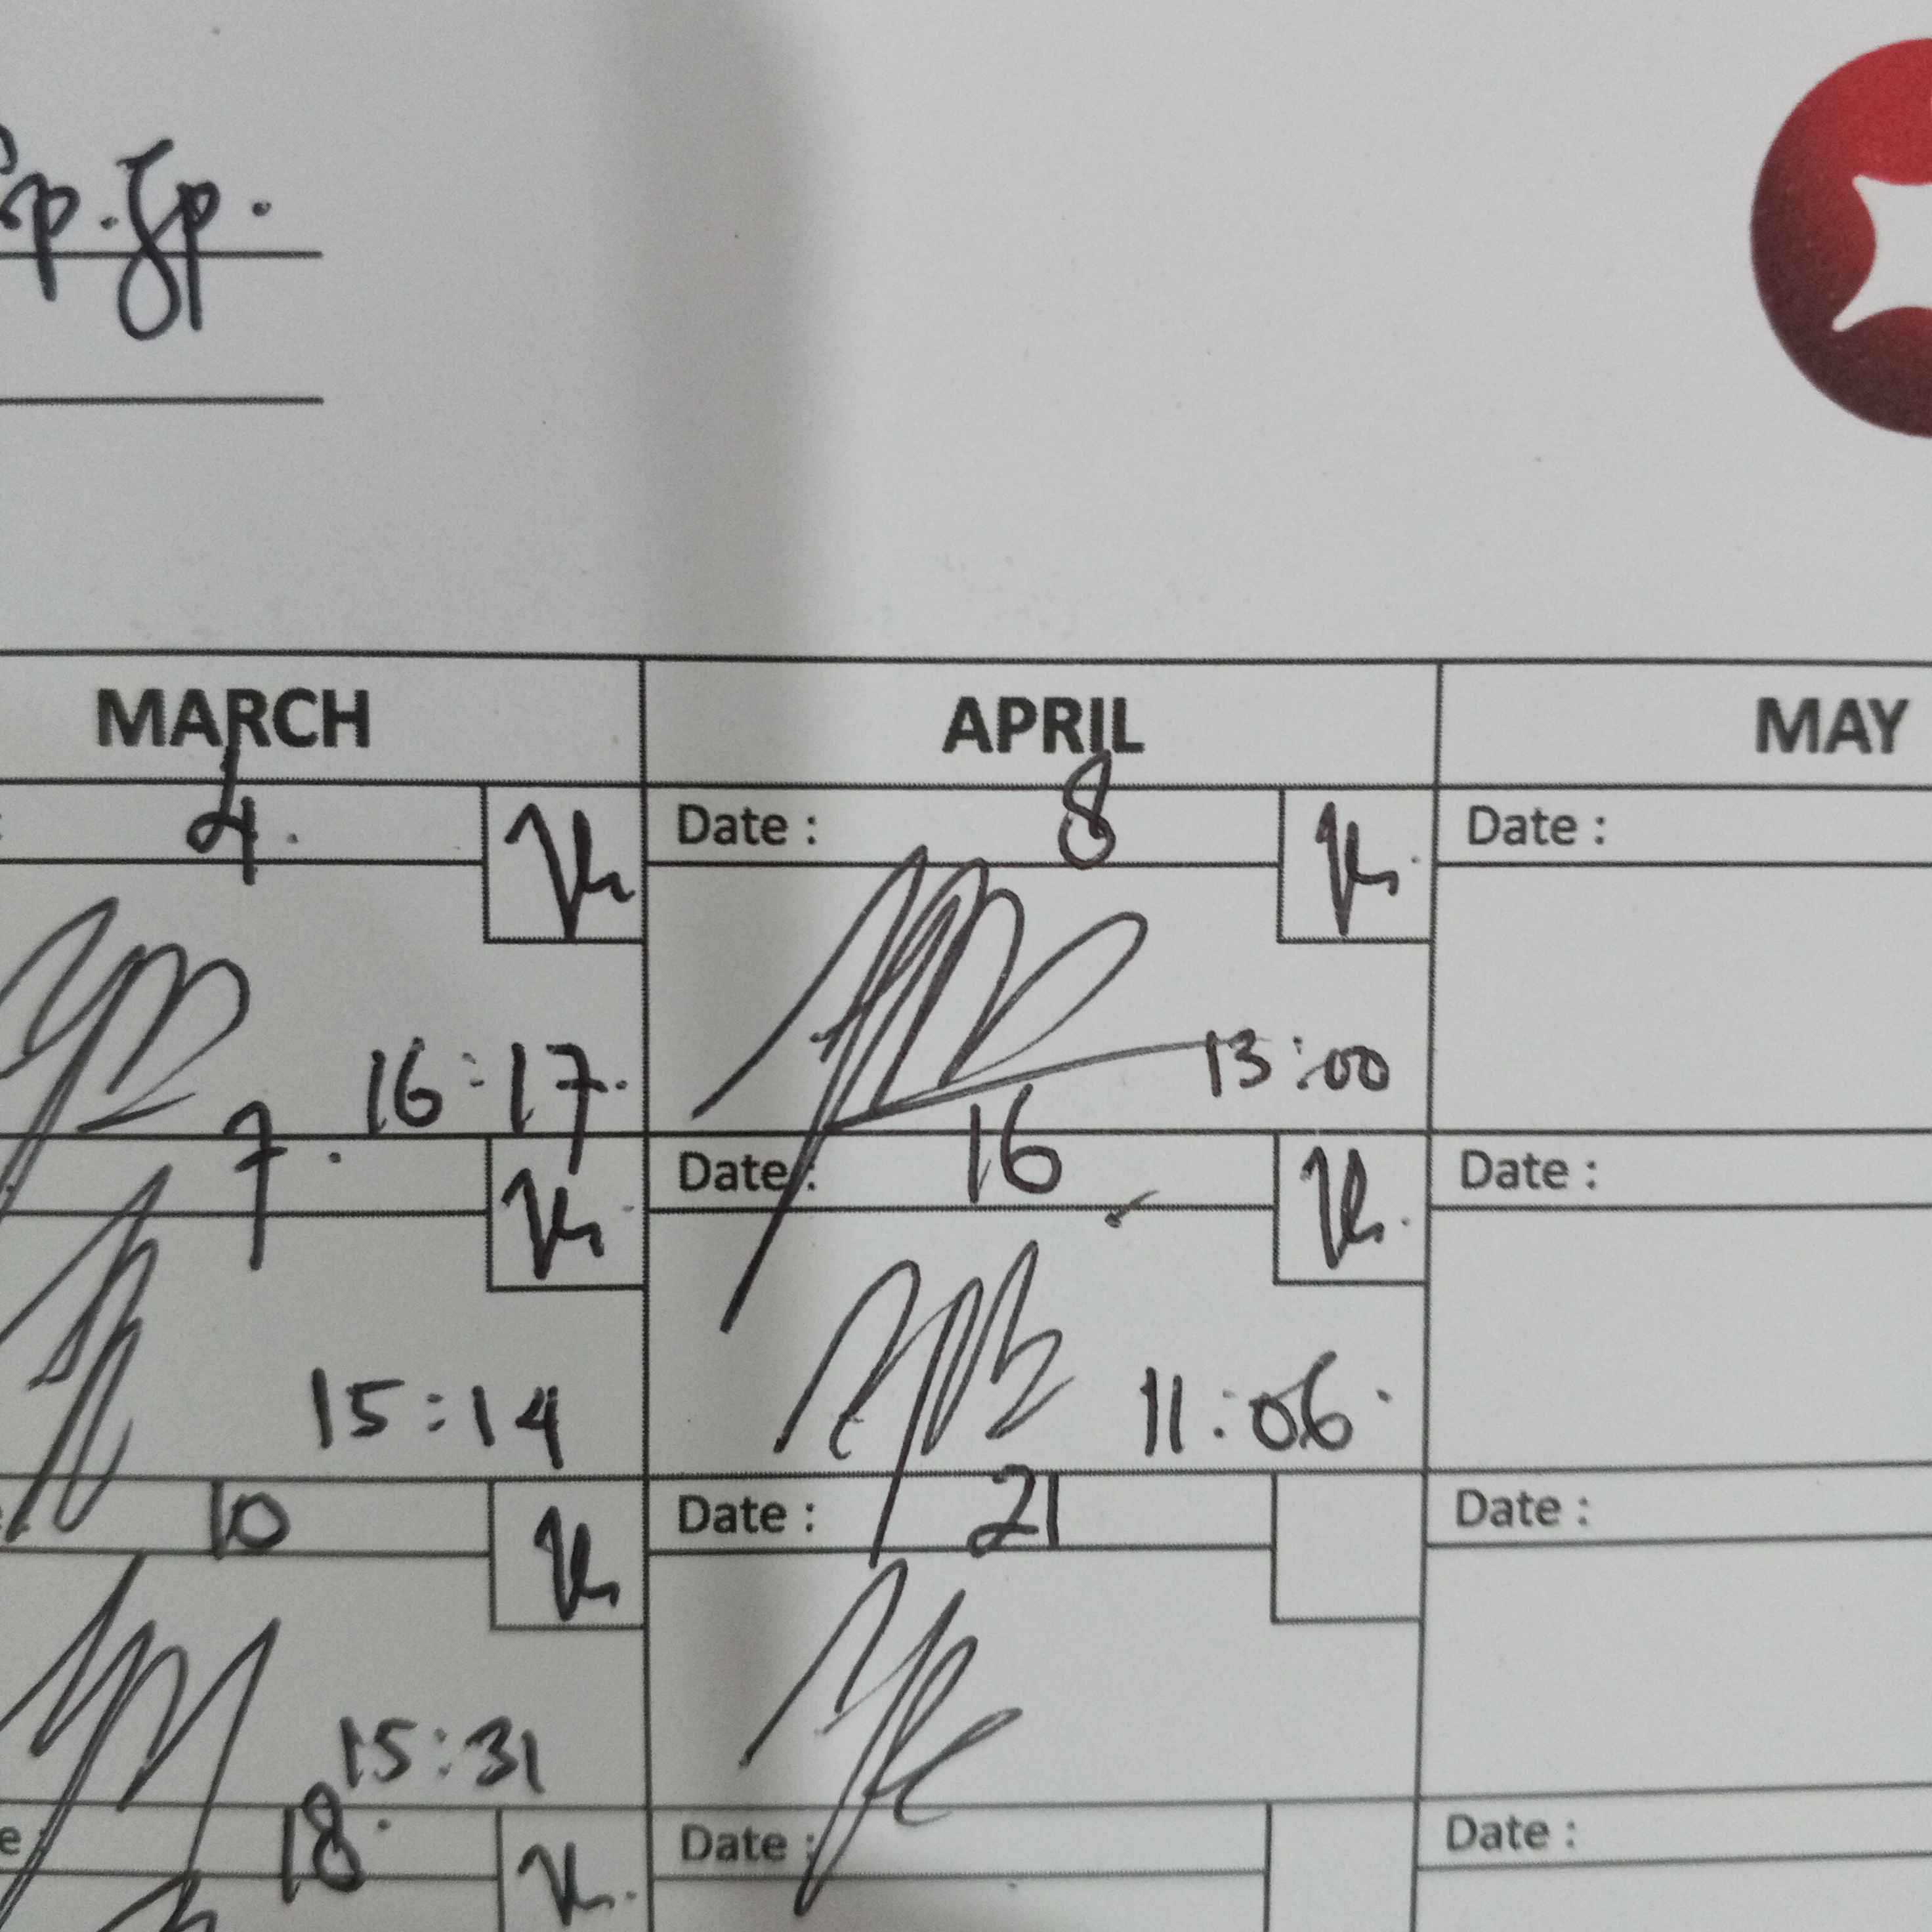 Sp.Jp.
MARCH APRIL MAY
4. Date : 8 Date :
16:17. 13:00
7. Date : 16 Date :
15:14 11:06.
10 Date : 21 Date :
15:31
18. Date : Date :